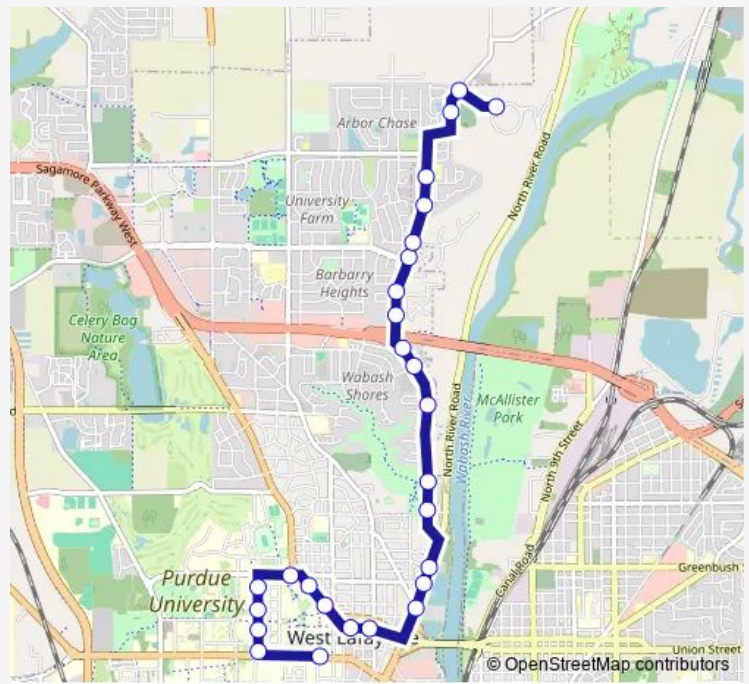 Arbor Chase
Sagamore Parkway West
North River Road
University
Farm
Barbarry
Heights
Celery Bog
Nature
Area
Wabash
Shores
McAllister
Park
North River Road
Wabash River
North 9th Street
Canal Road
Greenbush
Purdue
University
West Lafa
Union Street
© OpenStreetMap contributors